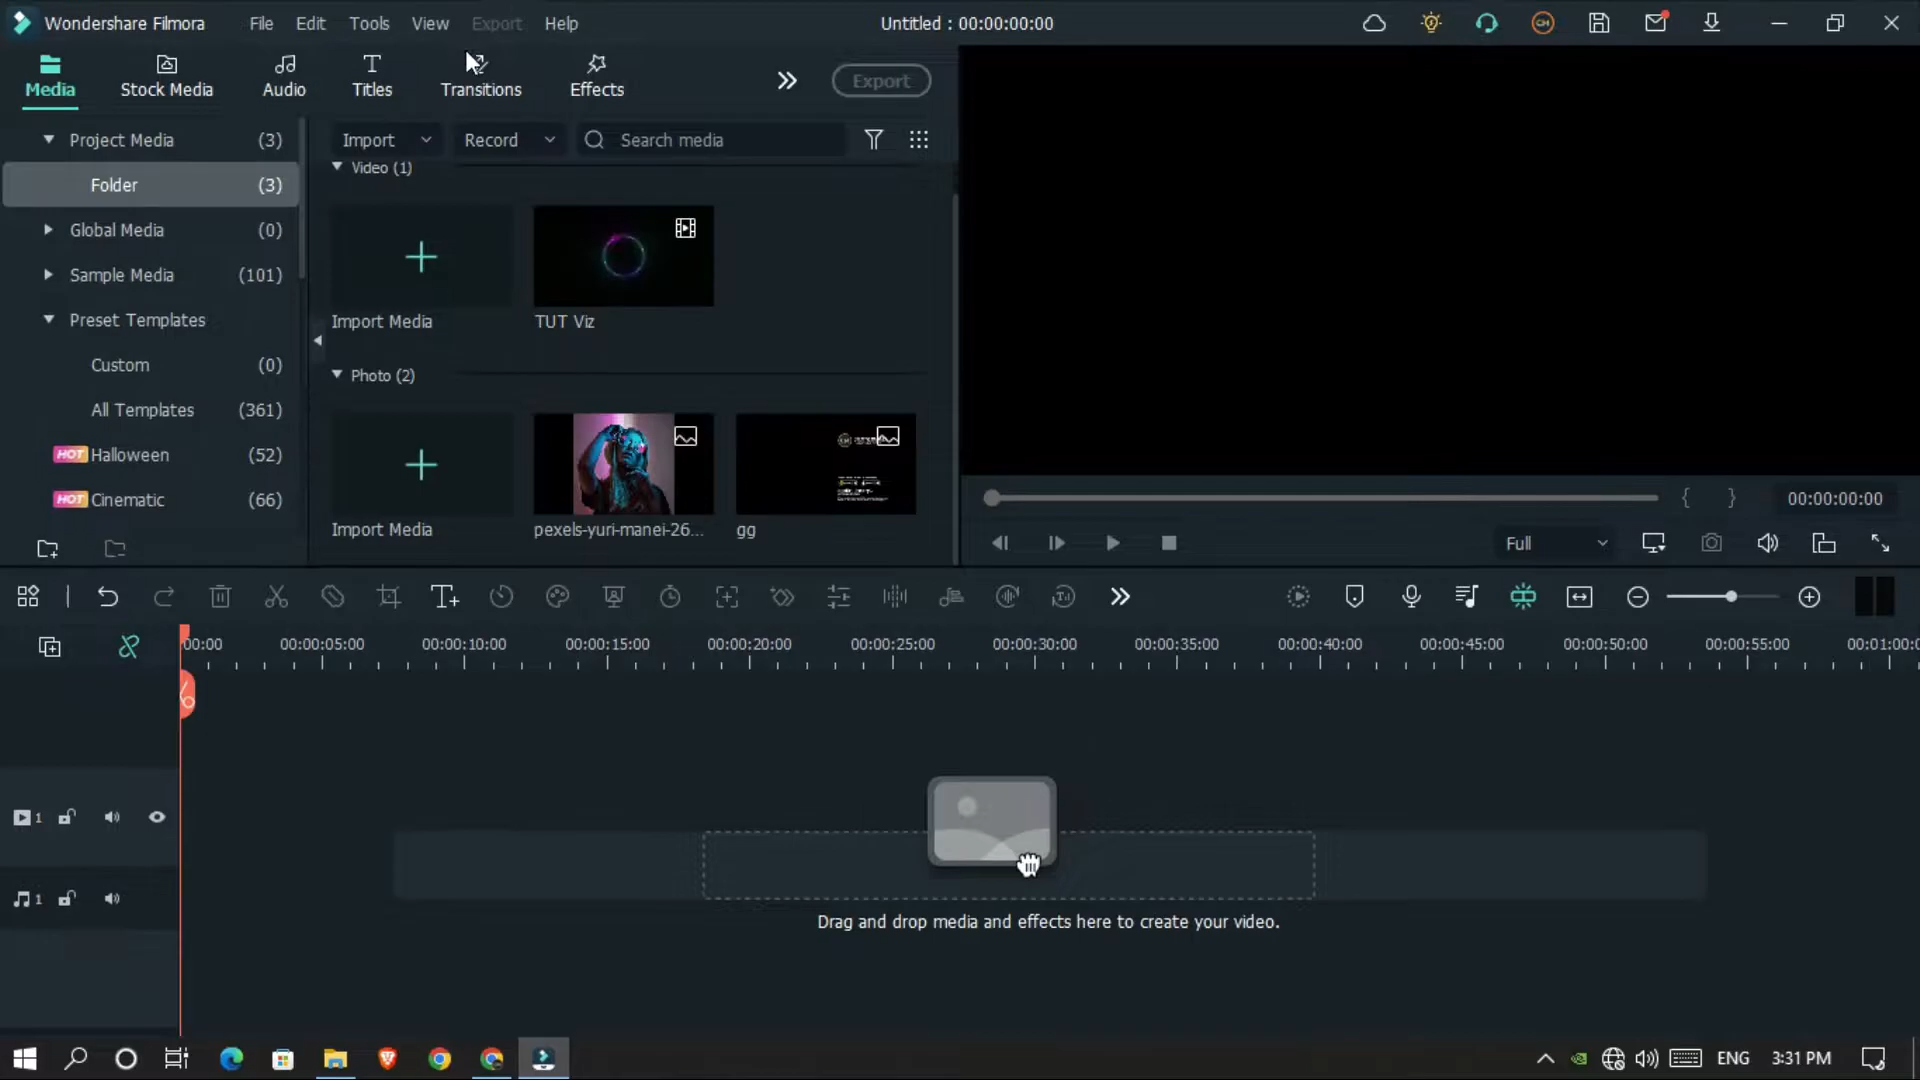 Wondershare Filmora File Edit Tools View Export Help Untitled : 00:00:00:00
Media Stock Media Audio Titles Transitions Effects Export
Project Media (3)
Folder (3)
Global Media (0)
Sample Media (101)
Preset Templates
Custom (0)
All Templates (361)
HOT Halloween (52)
HOT Cinematic (66)
Import Record Search media
Video (1)
Import Media TUT Viz
Photo (2)
Import Media pexels-yuri-manei-26... gg
00:00:00:00
Full
00:00 00:00:05:00 00:00:10:00 00:00:15:00 00:00:20:00 00:00:25:00 00:00:30:00 00:00:35:00 00:00:40:00 00:00:45:00 00:00:50:00 00:00:55:00 00:01:00:0
1
1
Drag and drop media and effects here to create your video.
ENG 3:31 PM